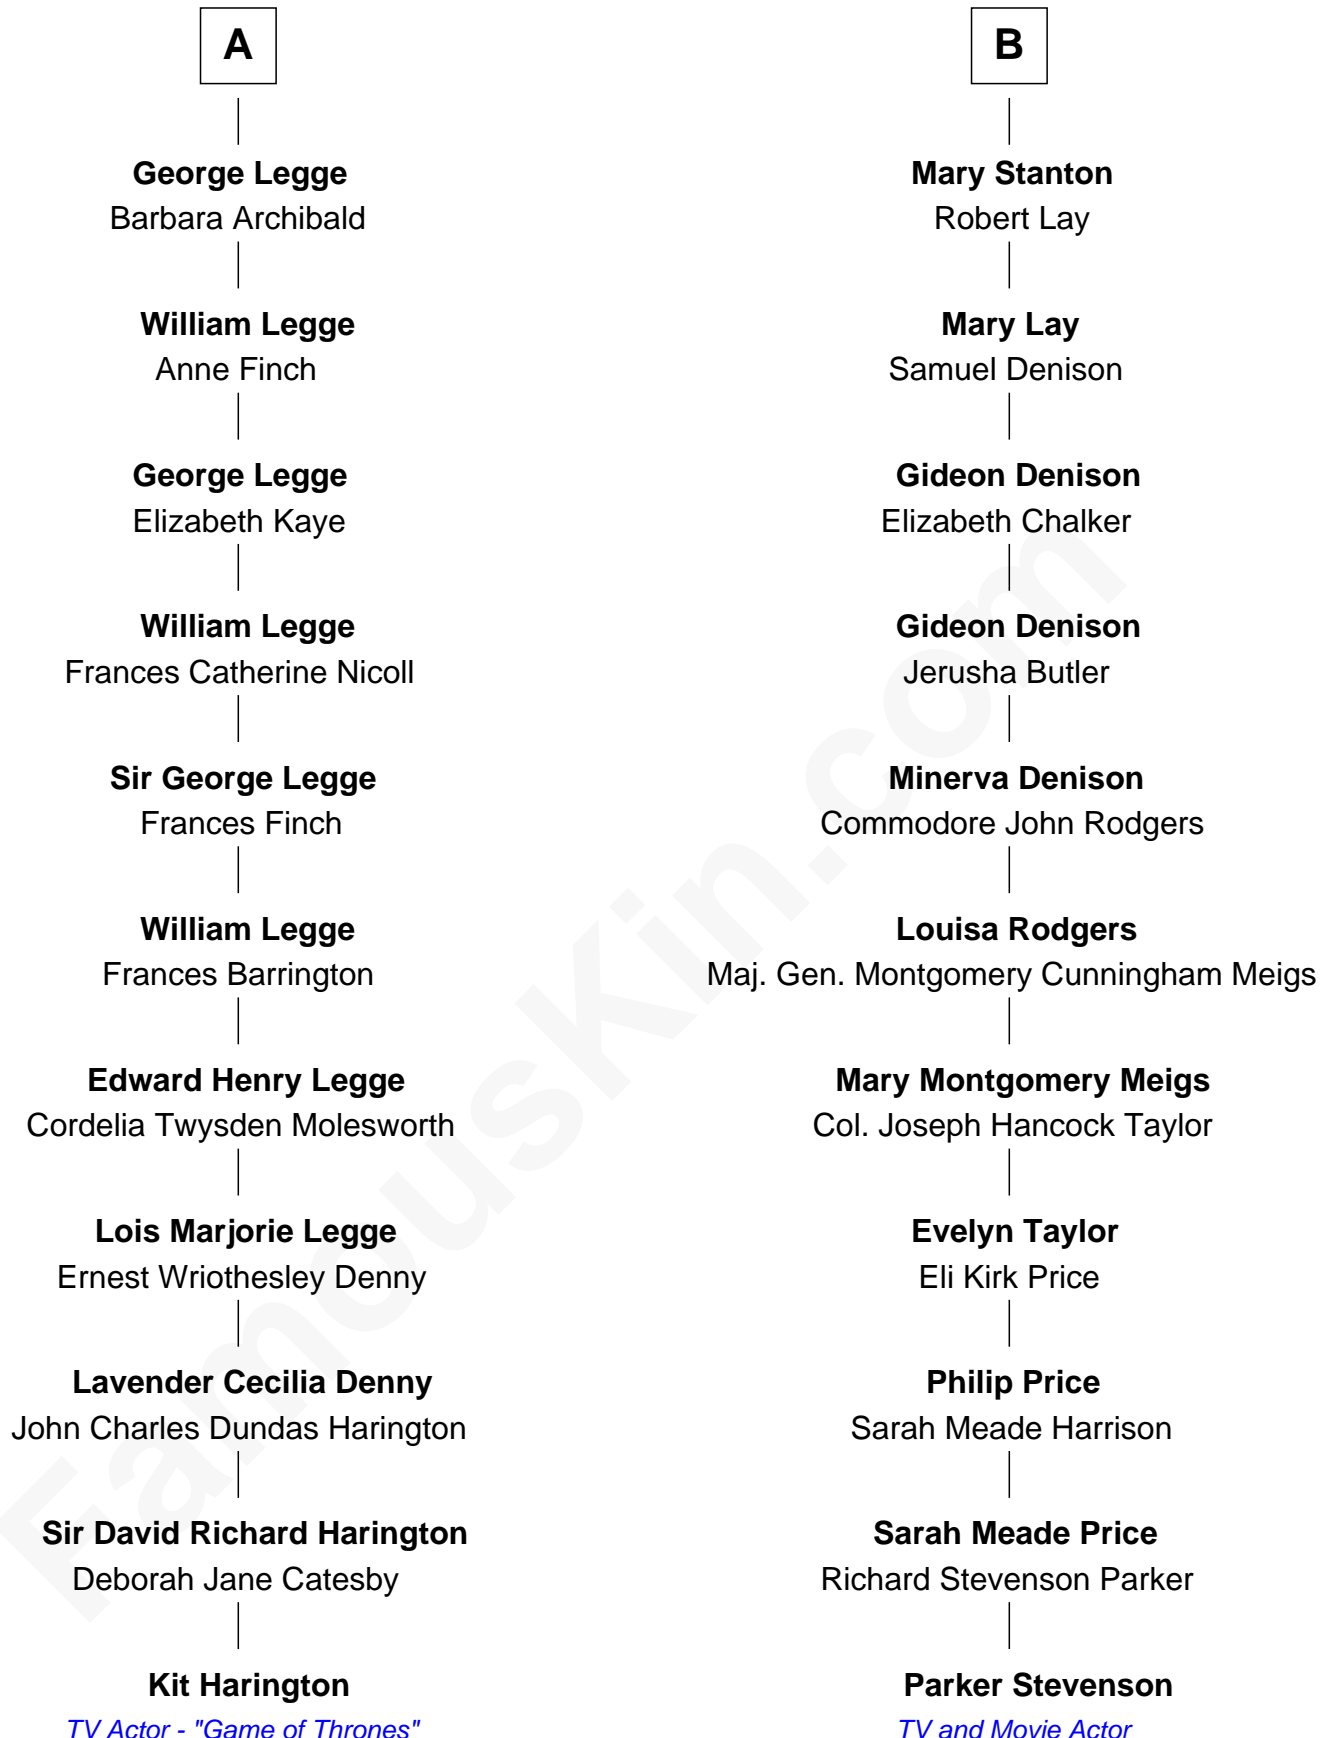 A
George Legge
Barbara Archibald
William Legge
Anne Finch
George Legge
Elizabeth Kaye
William Legge
Frances Catherine Nicoll
Sir George Legge
Frances Finch
William Legge
Frances Barrington
Edward Henry Legge
Cordelia Twysden Molesworth
Lois Marjorie Legge
Ernest Wriothesley Denny
Lavender Cecilia Denny
John Charles Dundas Harington
Sir David Richard Harington
Deborah Jane Catesby
Kit Harington
TV Actor - "Game of Thrones"
B
Mary Stanton
Robert Lay
Mary Lay
Samuel Denison
Gideon Denison
Elizabeth Chalker
Gideon Denison
Jerusha Butler
Minerva Denison
Commodore John Rodgers
Louisa Rodgers
Maj. Gen. Montgomery Cunningham Meigs
Mary Montgomery Meigs
Col. Joseph Hancock Taylor
Evelyn Taylor
Eli Kirk Price
Philip Price
Sarah Meade Harrison
Sarah Meade Price
Richard Stevenson Parker
Parker Stevenson
TV and Movie Actor
FamousKin.com